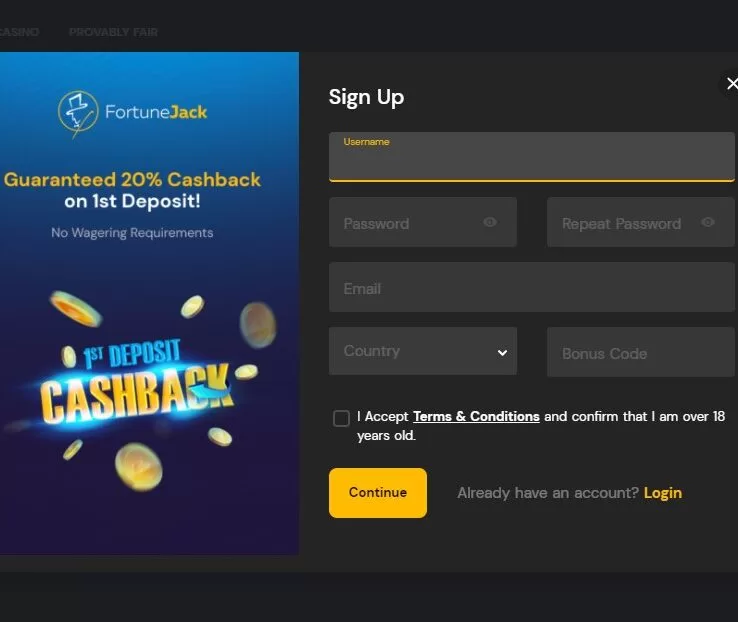 CASINO PROVABLY FAIR
FortuneJack
Guaranteed 20% Cashback
on 1st Deposit!
No Wagering Requirements
1ST DEPOSIT
CASHBACK
Sign Up
Username
Password
Repeat Password
Email
Country
Bonus Code
I Accept Terms & Conditions and confirm that I am over 18
years old.
Continue
Already have an account? Login